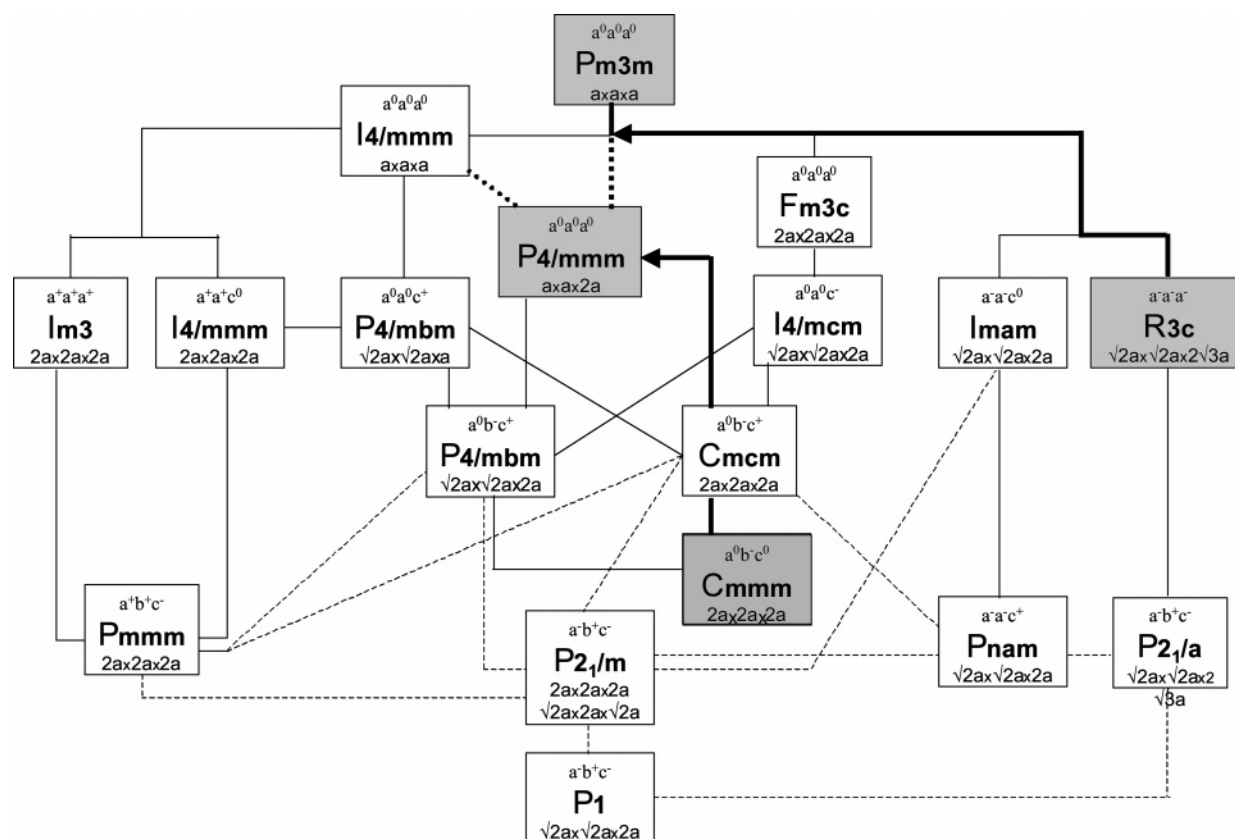 a⁰a⁰a⁰
Pm3m
axaxa
a⁰a⁰a⁰
I4/mmm
axaxa
a⁰a⁰a⁰
Fm3c
2ax2ax2a
a⁰a⁰a⁰
P4/mmm
axax2a
a⁺a⁺a⁺
Im3
2ax2ax2a
a⁺a⁺c⁰
I4/mmm
2ax2ax2a
a⁰a⁰c⁺
P4/mbm
√2ax√2axa
a⁰a⁰c⁻
I4/mcm
√2ax√2ax2a
a⁻a⁻c⁰
Imam
√2ax√2ax2a
a⁻a⁻a⁻
R3c
√2ax√2ax2√3a
a⁰b⁻c⁺
P4/mbm
√2ax√2ax2a
a⁰b⁻c⁺
Cmcm
2ax2ax2a
a⁰b⁻c⁰
Cmmm
2ax2ax2a
a⁺b⁺c⁻
Pmmm
2ax2ax2a
a⁻b⁺c⁻
P2₁/m
2ax2ax2a
√2ax2ax√2a
a⁻a⁻c⁺
Pnam
√2ax√2ax2a
a⁻b⁺c⁻
P2₁/a
√2ax√2ax2
√3a
a⁻b⁺c⁻
P1
√2ax√2ax2a